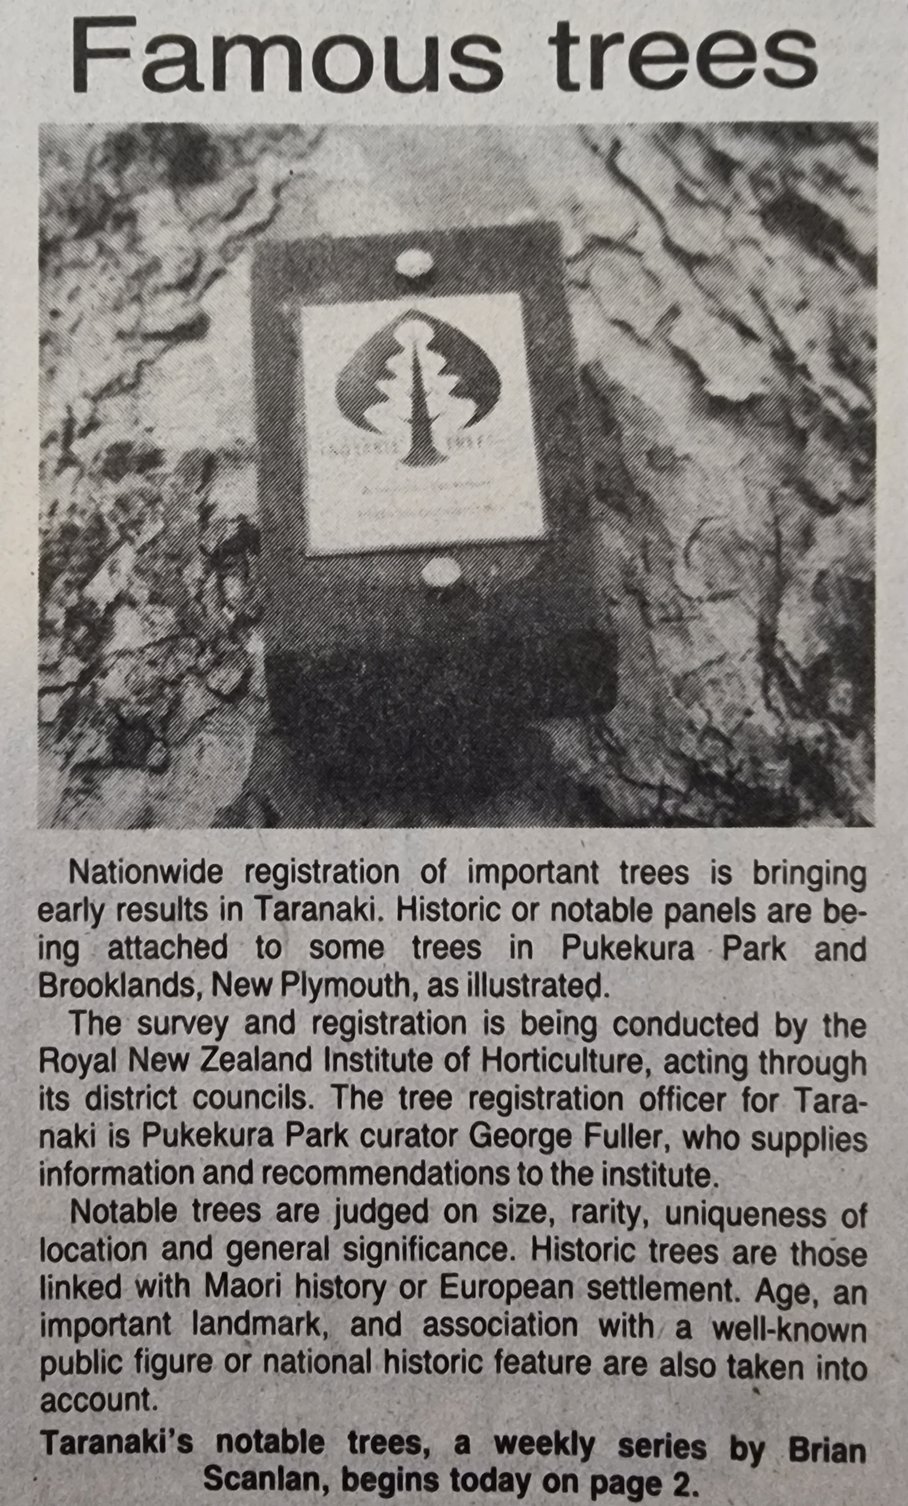 Famous trees
Nationwide registration of important trees is bringing
early results in Taranaki. Historic or notable panels are be-
ing attached to some trees in Pukekura Park and
Brooklands, New Plymouth, as illustrated.
The survey and registration is being conducted by the
Royal New Zealand Institute of Horticulture, acting through
its district councils. The tree registration officer for Tara-
naki is Pukekura Park curator George Fuller, who supplies
information and recommendations to the institute.
Notable trees are judged on size, rarity, uniqueness of
location and general significance. Historic trees are those
linked with Maori history or European settlement. Age, an
important landmark, and association with a well-known
public figure or national historic feature are also taken into
account.
Taranaki's notable trees, a weekly series by Brian
Scanlan, begins today on page 2.